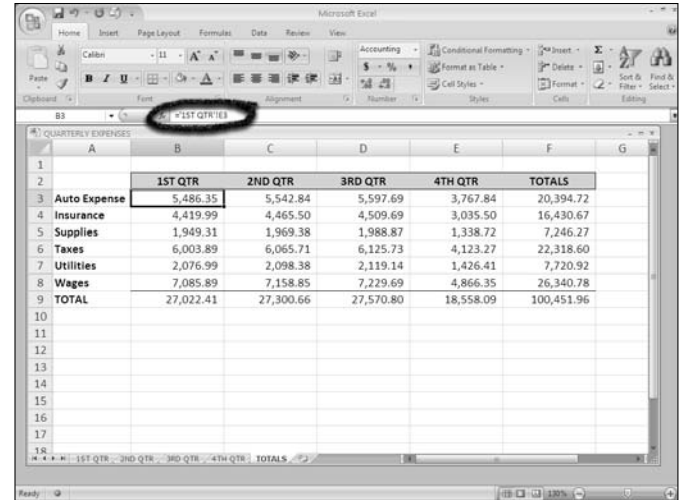 Microsoft Excel
Home Insert Page Layout Formulas Data Review View
Calibri 11 A A Accounting Conditional Formatting Insert Σ
Paste B I U A $ % , Format as Table Delete Sort & Find &
Cell Styles Format Filter Select
Clipboard Font Alignment Number Styles Cells Editing
B3 fx ='1ST QTR'!E3
QUARTERLY EXPENSES
A B C D E F G
1
2 1ST QTR 2ND QTR 3RD QTR 4TH QTR TOTALS
3 Auto Expense 5,486.35 5,542.84 5,597.69 3,767.84 20,394.72
4 Insurance 4,419.99 4,465.50 4,509.69 3,035.50 16,430.67
5 Supplies 1,949.31 1,969.38 1,988.87 1,338.72 7,246.27
6 Taxes 6,003.89 6,065.71 6,125.73 4,123.27 22,318.60
7 Utilities 2,076.99 2,098.38 2,119.14 1,426.41 7,720.92
8 Wages 7,085.89 7,158.85 7,229.69 4,866.35 26,340.78
9 TOTAL 27,022.41 27,300.66 27,570.80 18,558.09 100,451.96
10
11
12
13
14
15
16
17
18
1ST QTR 2ND QTR 3RD QTR 4TH QTR TOTALS
Ready 130%